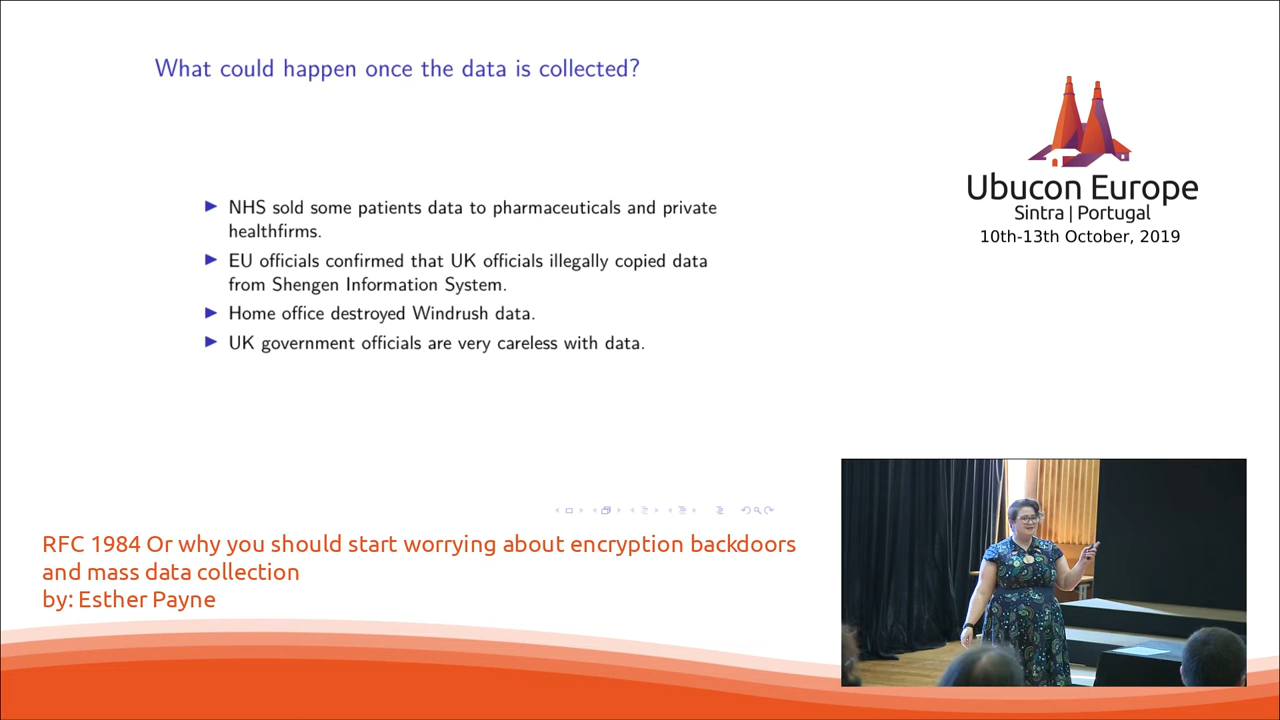 What could happen once the data is collected?
NHS sold some patients data to pharmaceuticals and private
healthfirms.
EU officials confirmed that UK officials illegally copied data
from Shengen Information System.
Home office destroyed Windrush data.
UK government officials are very careless with data.
Ubucon Europe
Sintra | Portugal
10th-13th October, 2019
RFC 1984 Or why you should start worrying about encryption backdoors
and mass data collection
by: Esther Payne